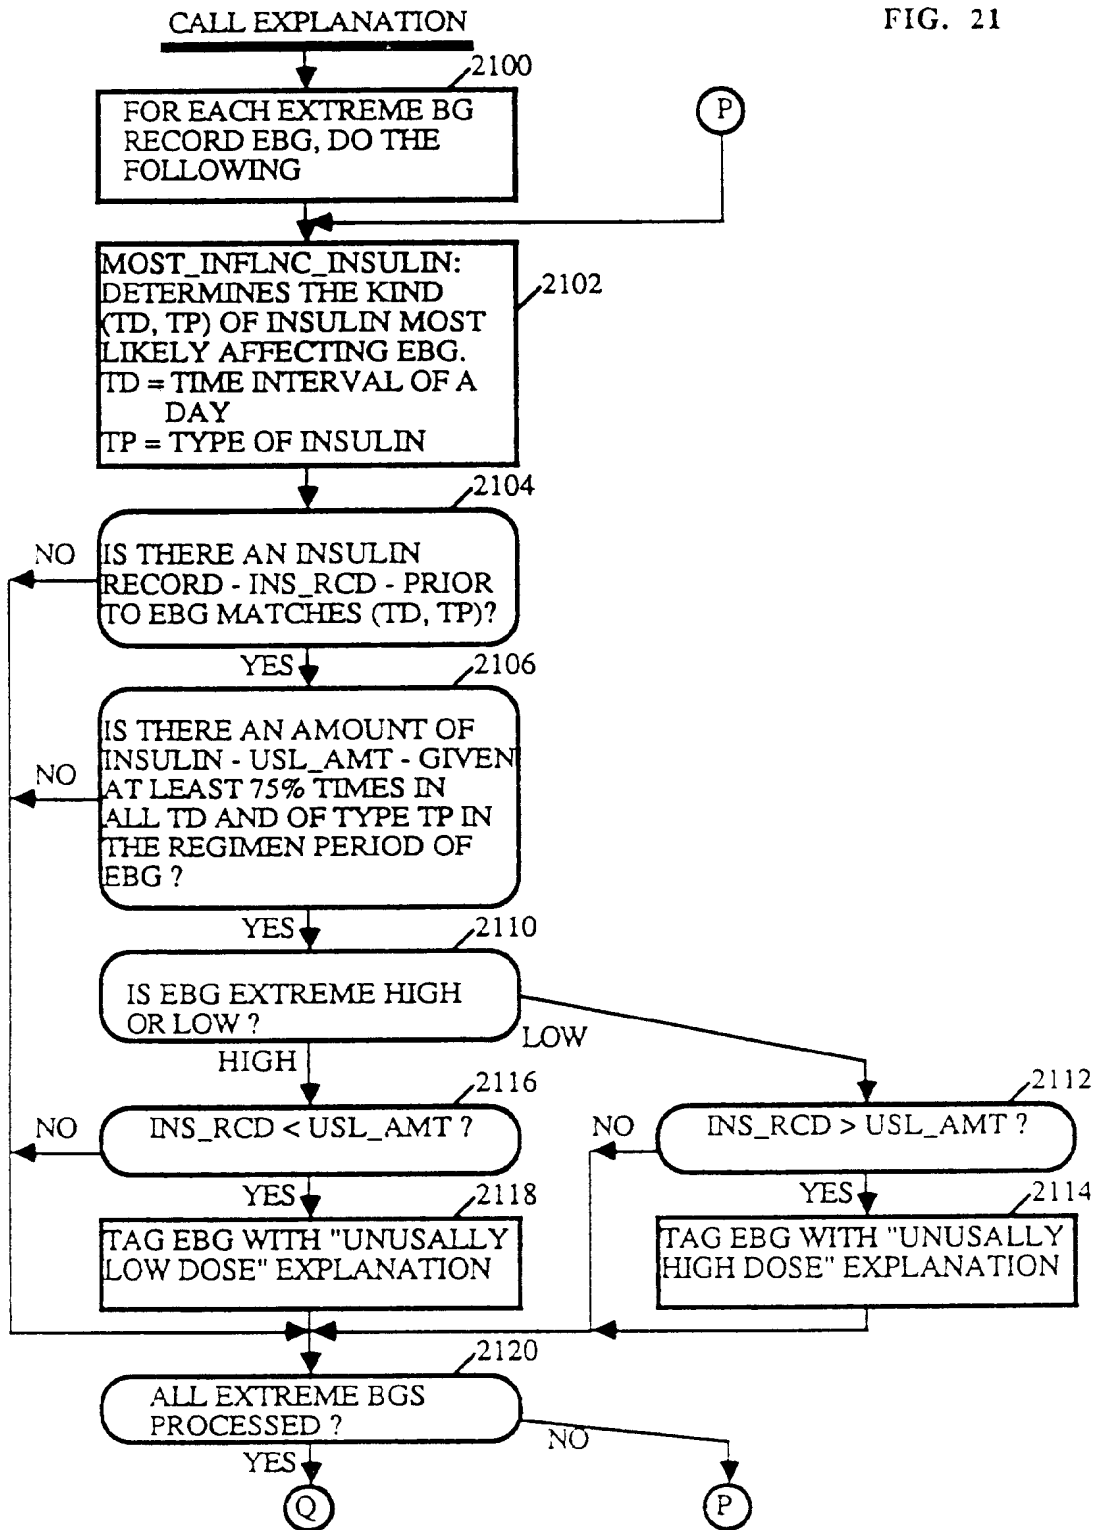 FIG. 21
CALL EXPLANATION
2100
FOR EACH EXTREME BG
RECORD EBG, DO THE
FOLLOWING
P
2102
MOST_INFLNC_INSULIN:
DETERMINES THE KIND
(TD, TP) OF INSULIN MOST
LIKELY AFFECTING EBG.
TD = TIME INTERVAL OF A
DAY
TP = TYPE OF INSULIN
2104
NO
IS THERE AN INSULIN
RECORD - INS_RCD - PRIOR
TO EBG MATCHES (TD, TP)?
YES
2106
IS THERE AN AMOUNT OF
INSULIN - USL_AMT - GIVEN
NO
AT LEAST 75% TIMES IN
ALL TD AND OF TYPE TP IN
THE REGIMEN PERIOD OF
EBG ?
YES
2110
IS EBG EXTREME HIGH
OR LOW ?
LOW
HIGH
2116
2112
NO
INS_RCD < USL_AMT ?
NO
INS_RCD > USL_AMT ?
YES
2118
YES
2114
TAG EBG WITH "UNUSALLY
LOW DOSE" EXPLANATION
TAG EBG WITH "UNUSALLY
HIGH DOSE" EXPLANATION
2120
ALL EXTREME BGS
PROCESSED ?
NO
YES
Q
P